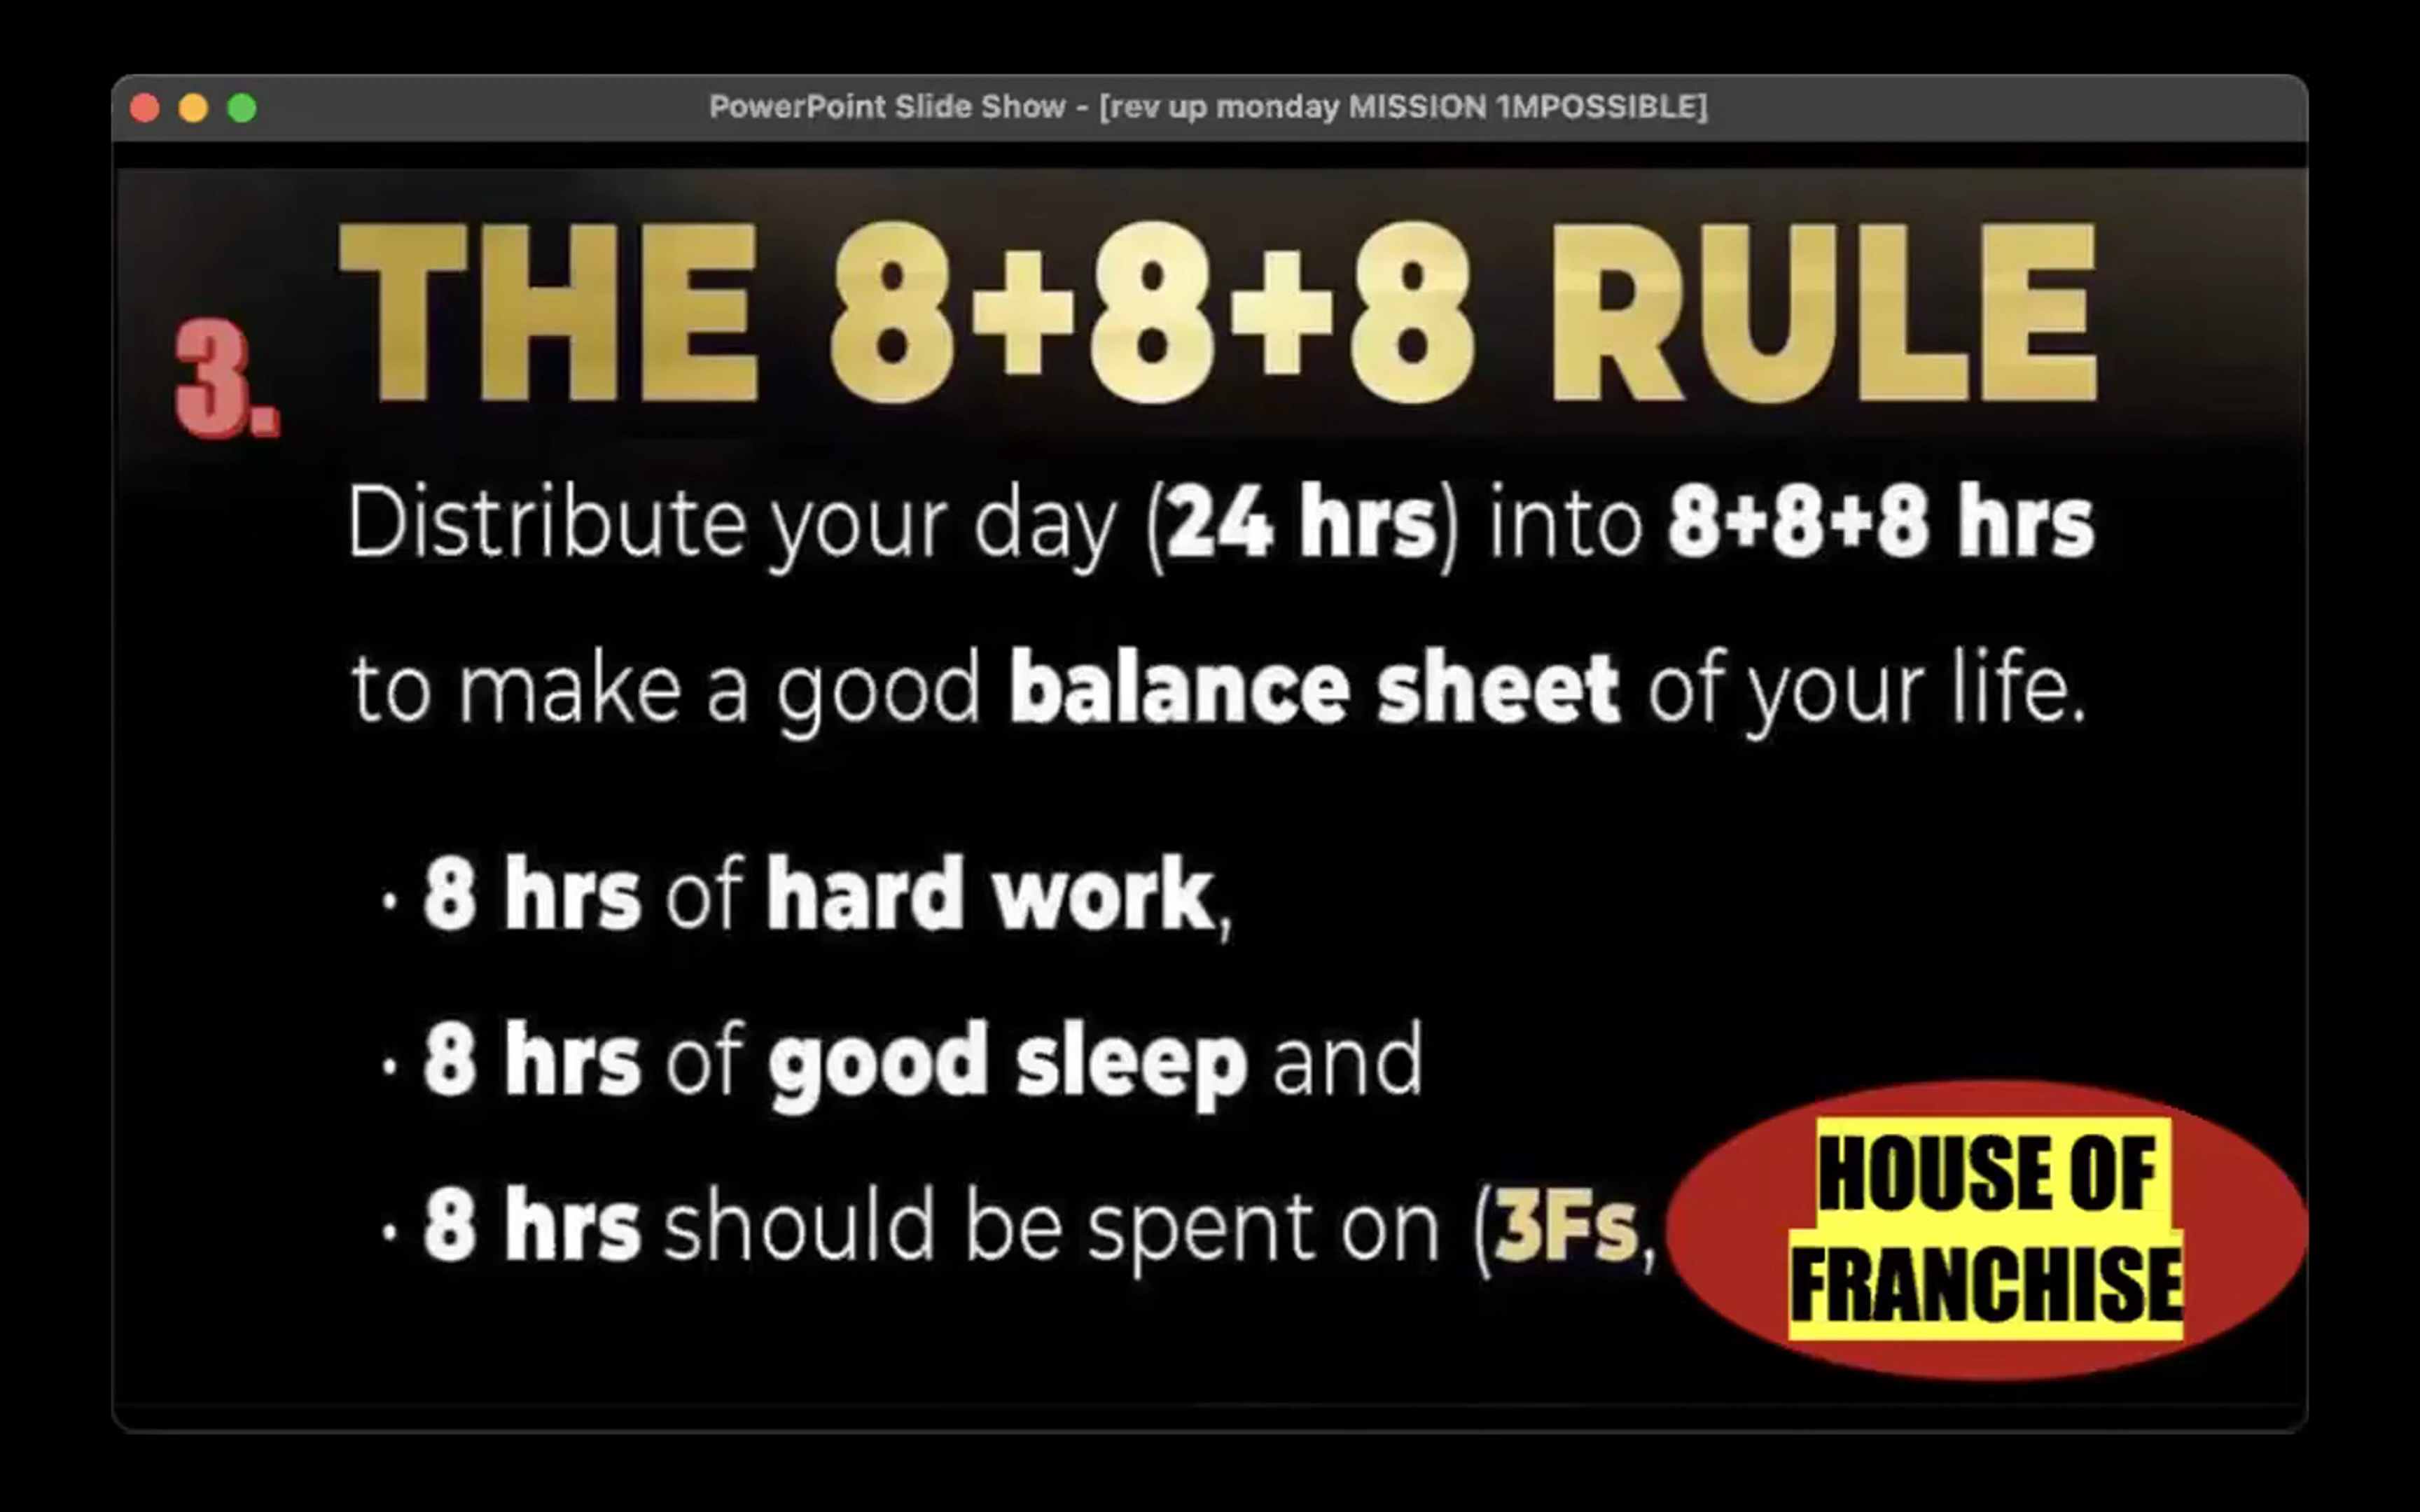 PowerPoint Slide Show - [rev up monday MISSION 1MPOSSIBLE]
3. THE 8+8+8 RULE
Distribute your day (24 hrs) into 8+8+8 hrs
to make a good balance sheet of your life.
· 8 hrs of hard work,
· 8 hrs of good sleep and
· 8 hrs should be spent on (3Fs,
HOUSE OF
FRANCHISE